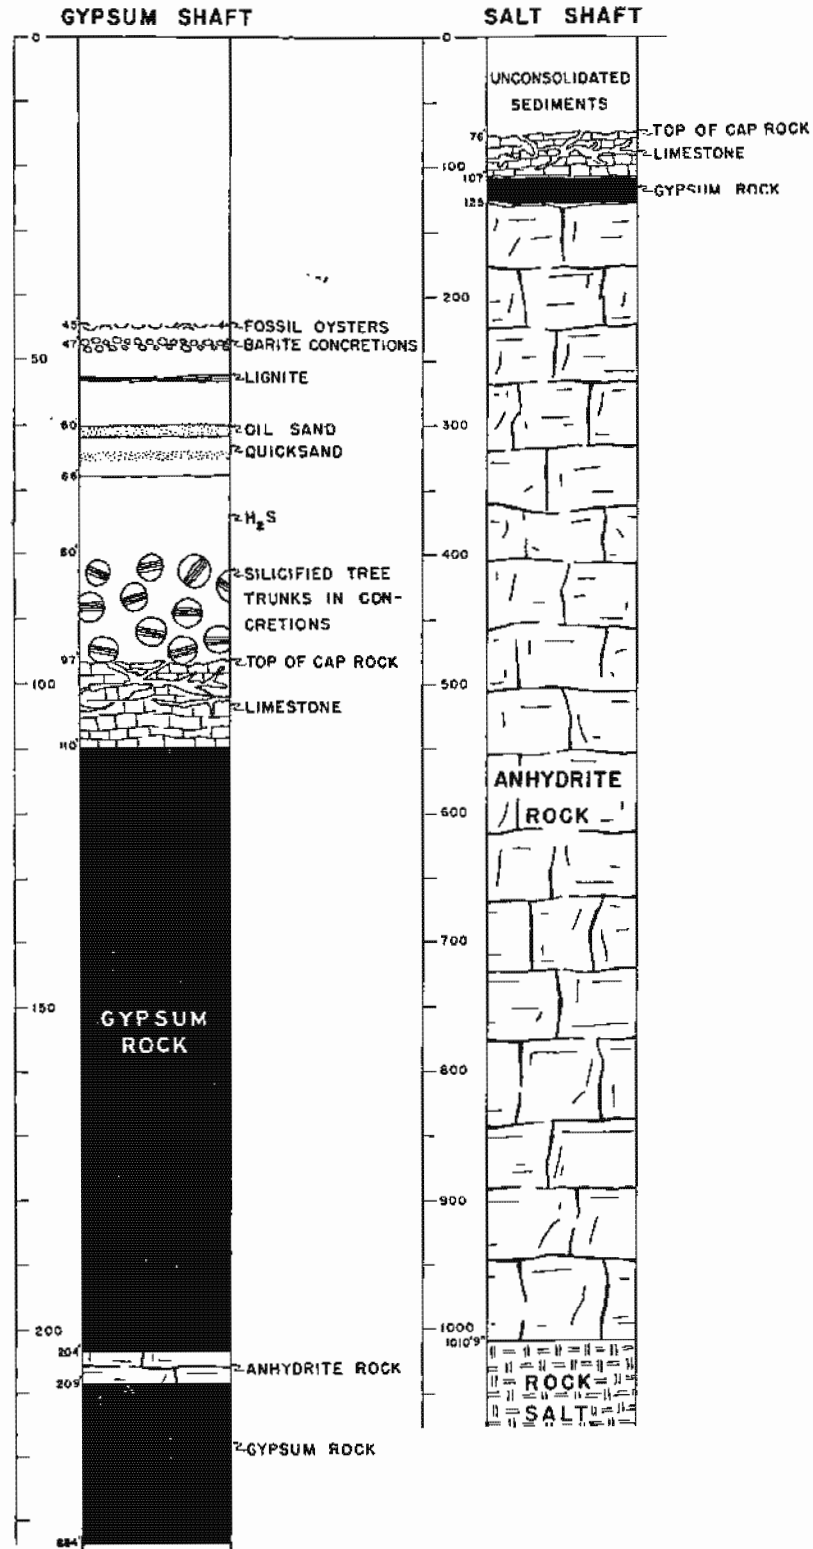 GYPSUM SHAFT
0
45'
FOSSIL OYSTERS
47'
BARITE CONCRETIONS
50
LIGNITE
60'
OIL SAND
QUICKSAND
66'
H₂S
80'
SILICIFIED TREE
TRUNKS IN CON-
CRETIONS
97'
TOP OF CAP ROCK
100
LIMESTONE
110'
150
GYPSUM
ROCK
200
204'
ANHYDRITE ROCK
209'
GYPSUM ROCK
SALT SHAFT
0
UNCONSOLIDATED
SEDIMENTS
76'
TOP OF CAP ROCK
LIMESTONE
100
107'
GYPSUM ROCK
200
300
400
500
ANHYDRITE
ROCK
600
700
800
900
1000
1010'9"
ROCK
SALT